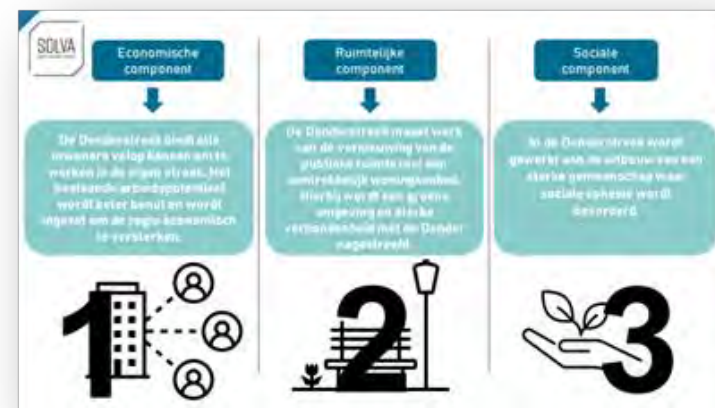 SOLVA
Economische
component
De Denderstreek biedt alle
inwoners volop kansen om te
werken in de eigen streek. Het
bestaande arbeidspotentieel
wordt beter benut en wordt
ingezet om de regio economisch
te versterken.
1
Ruimtelijke
component
De Denderstreek maakt werk
van de vernieuwing van de
publieke ruimte met een
aantrekkelijk woningaanbod.
Hierbij wordt een groene
omgeving en sterke
verbondenheid met de Dender
nagestreefd.
2
Sociale
component
In de Denderstreek wordt
gewerkt aan de uitbouw van een
sterke gemeenschap waar
sociale cohesie wordt
bevorderd.
3